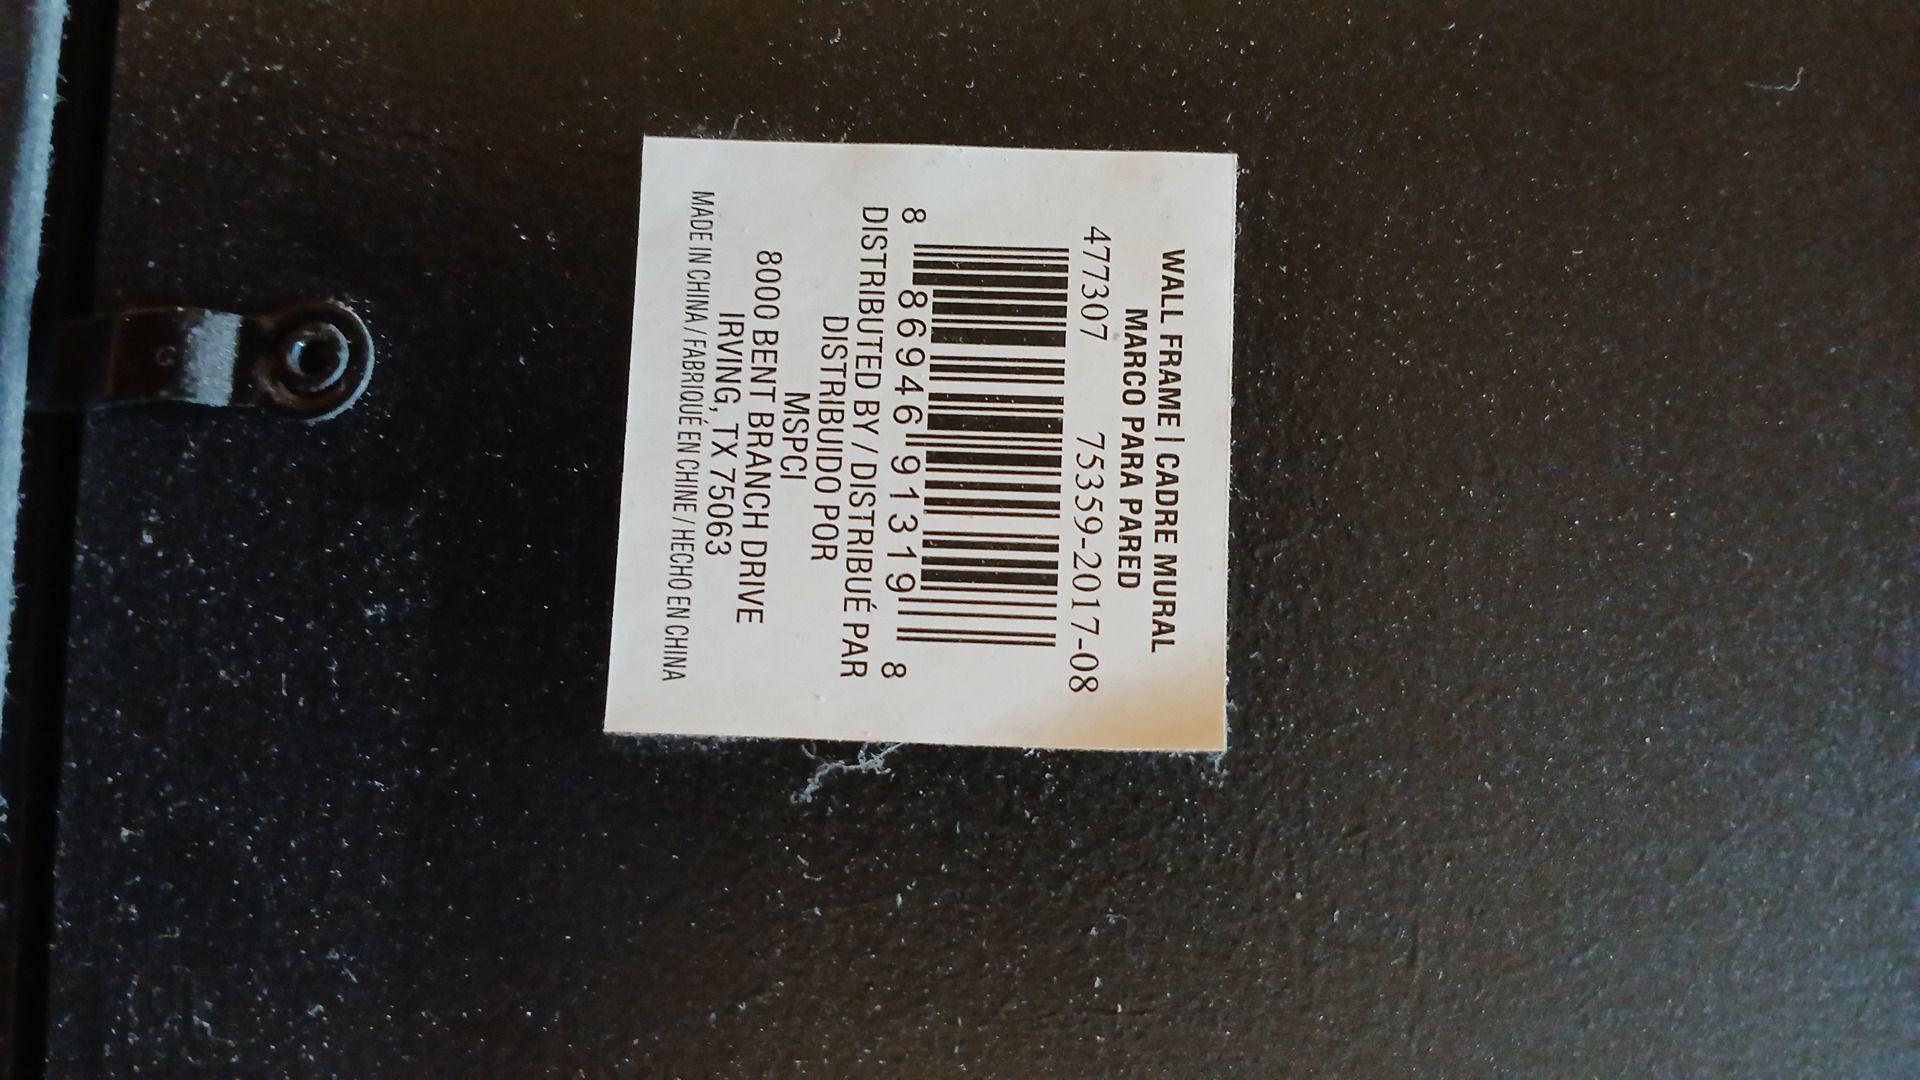 WALL FRAME | CADRE MURAL
MARCO PARA PARED
477307 75359-2017-08
8 86946 91319 8
DISTRIBUTED BY / DISTRIBUÉ PAR
DISTRIBUIDO POR
MSPCI
8000 BENT BRANCH DRIVE
IRVING, TX 75063
MADE IN CHINA / FABRIQUÉ EN CHINE / HECHO EN CHINA